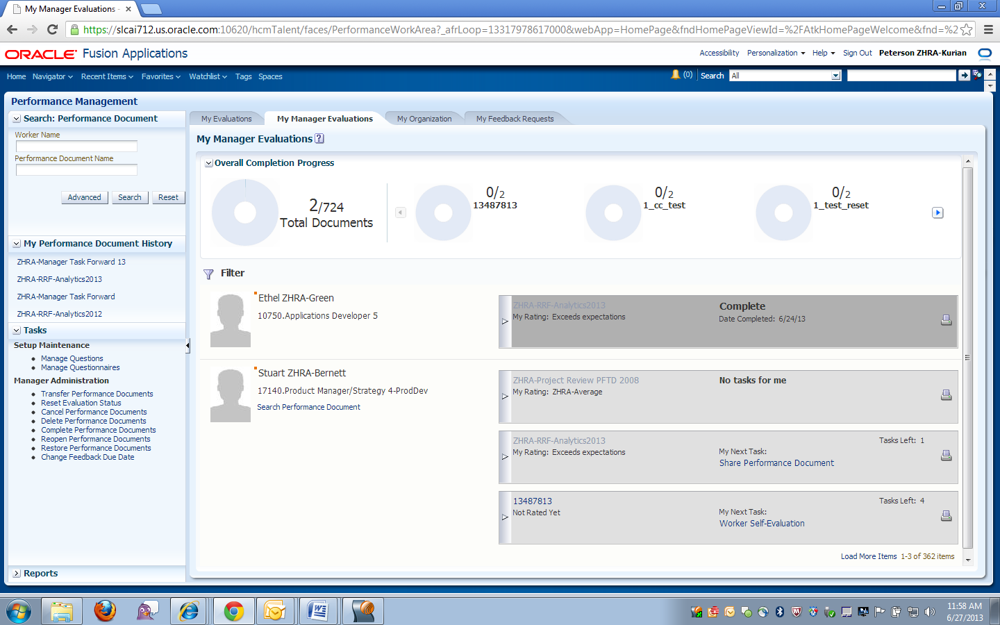 My Manager Evaluations -
https://slcai712.us.oracle.com:10620/hcmTalent/faces/PerformanceWorkArea?_afrLoop=13317978617000&webApp=HomePage&fndHomePageViewId=%2FAtkHomePageWelcome&fnd=%2
ORACLE Fusion Applications
Accessibility Personalization Help Sign Out Peterson ZHRA-Kurian
Home Navigator Recent Items Favorites Watchlist Tags Spaces
(0) Search All
Performance Management
Search: Performance Document
Worker Name
Performance Document Name
Advanced Search Reset
My Performance Document History
ZHRA-Manager Task Forward 13
ZHRA-RRF-Analytics2013
ZHRA-Manager Task Forward
ZHRA-RRF-Analytics2012
Tasks
Setup Maintenance
Manage Questions
Manage Questionnaires
Manager Administration
Transfer Performance Documents
Reset Evaluation Status
Cancel Performance Documents
Delete Performance Documents
Complete Performance Documents
Reopen Performance Documents
Restore Performance Documents
Change Feedback Due Date
Reports
My Evaluations My Manager Evaluations My Organization My Feedback Requests
My Manager Evaluations ?
Overall Completion Progress
2/724
Total Documents
0/2
13487813
0/2
1_cc_test
0/2
1_test_reset
Filter
Ethel ZHRA-Green
10750.Applications Developer 5
ZHRA-RRF-Analytics2013
My Rating: Exceeds expectations
Complete
Date Completed: 6/24/13
Stuart ZHRA-Bernett
17140.Product Manager/Strategy 4-ProdDev
Search Performance Document
ZHRA-Project Review PFTD 2008
My Rating: ZHRA-Average
No tasks for me
ZHRA-RRF-Analytics2013
My Rating: Exceeds expectations
Tasks Left: 1
My Next Task:
Share Performance Document
13487813
Not Rated Yet
Tasks Left: 4
My Next Task:
Worker Self-Evaluation
Load More Items 1-3 of 362 items
11:58 AM
6/27/2013